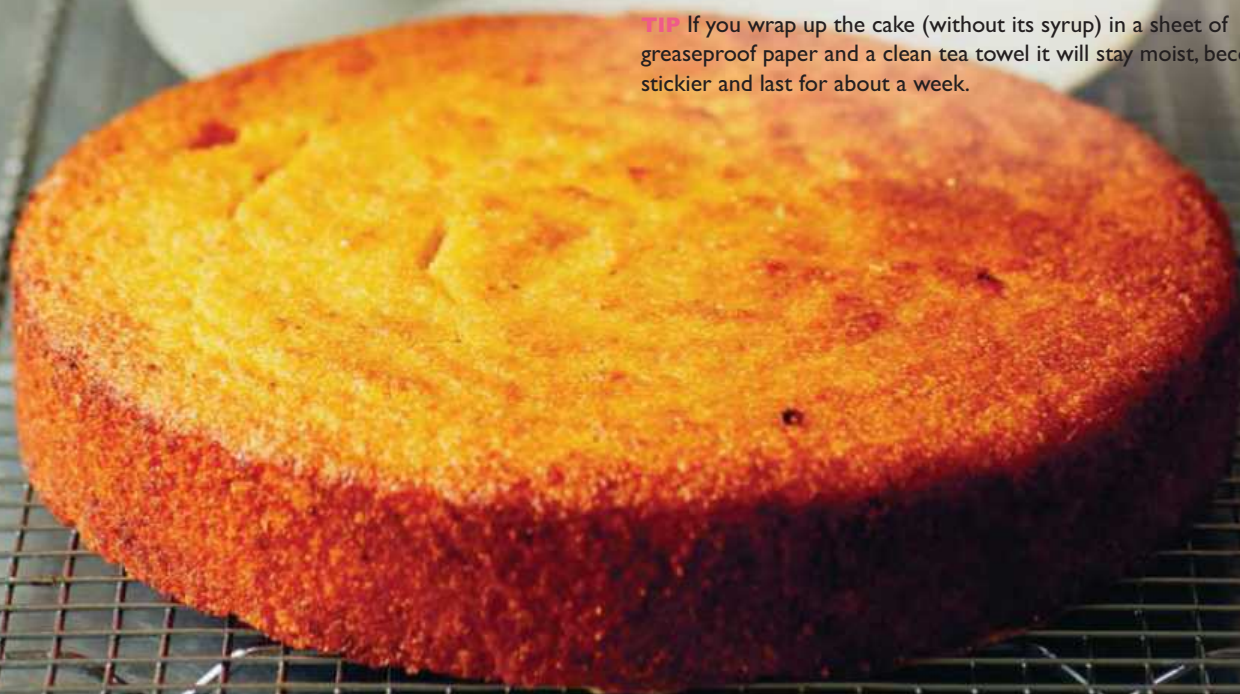 TIP If you wrap up the cake (without its syrup) in a sheet of
greaseproof paper and a clean tea towel it will stay moist,
stickier and last for about a week.